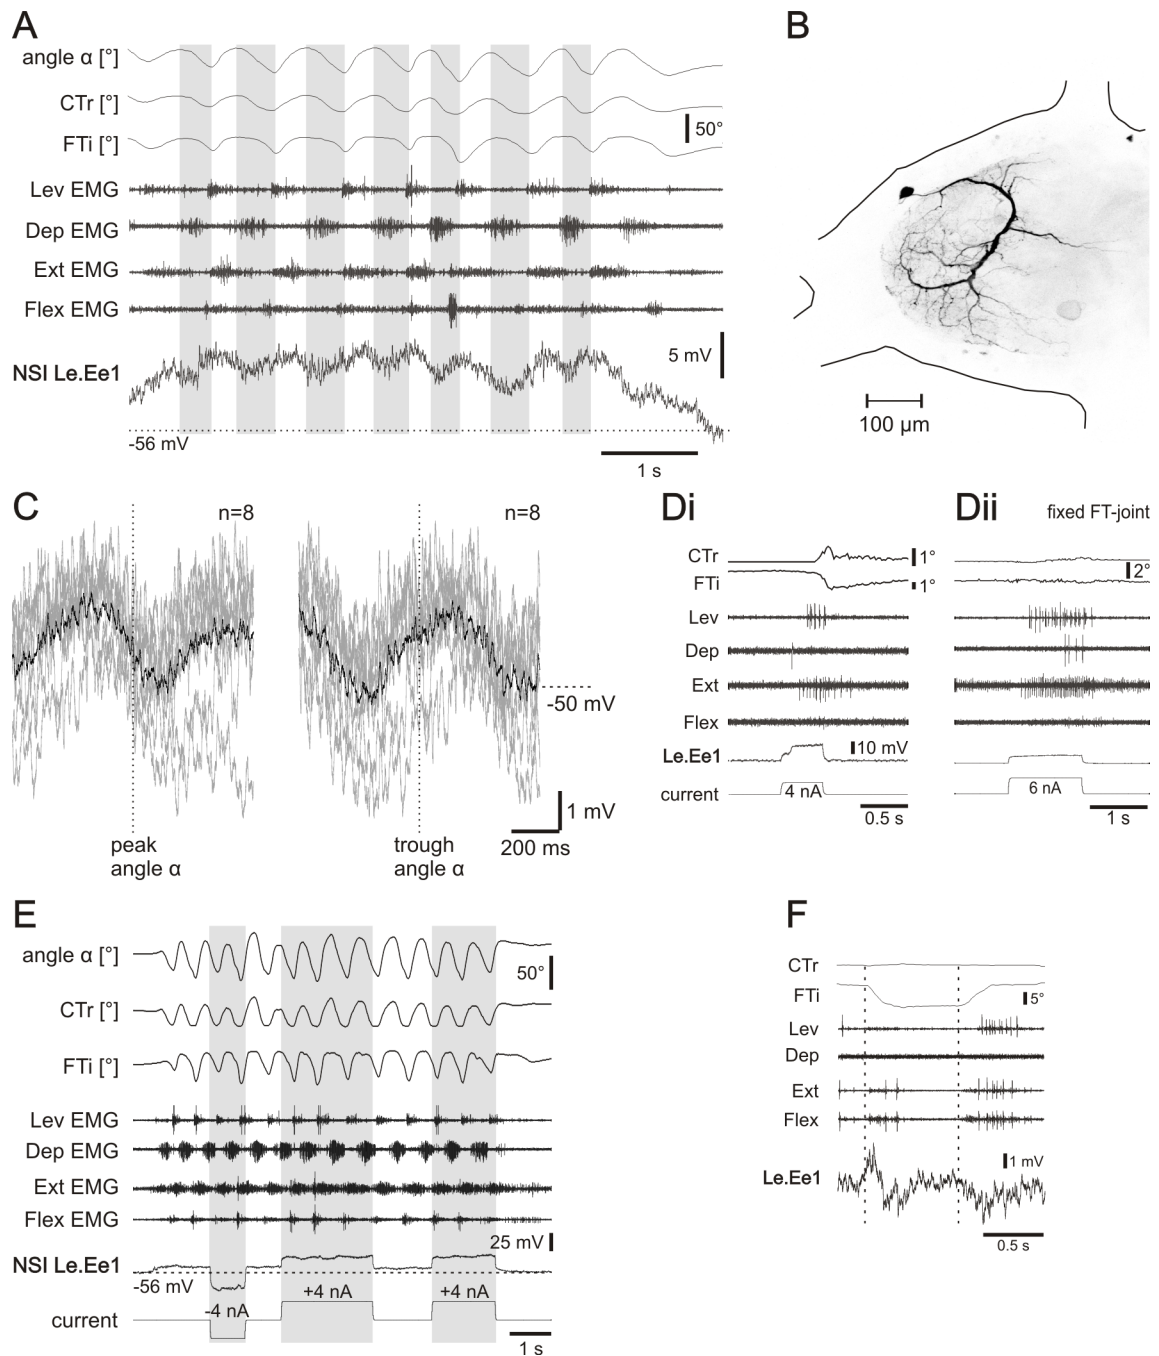 A
angle α [°]
CTr [°]
FTi [°]
50°
Lev EMG
Dep EMG
Ext EMG
Flex EMG
NSI Le.Ee1
5 mV
-56 mV
1 s
B
100 µm
C
n=8
n=8
-50 mV
1 mV
200 ms
peak
angle α
trough
angle α
Di
CTr
1°
FTi
1°
Lev
Dep
Ext
Flex
Le.Ee1
10 mV
current
4 nA
0.5 s
Dii
fixed FT-joint
2°
6 nA
1 s
E
angle α [°]
50°
CTr [°]
FTi [°]
Lev EMG
Dep EMG
Ext EMG
Flex EMG
25 mV
NSI Le.Ee1
-56 mV
-4 nA
+4 nA
+4 nA
current
1 s
F
CTr
FTi
5°
Lev
Dep
Ext
Flex
1 mV
Le.Ee1
0.5 s